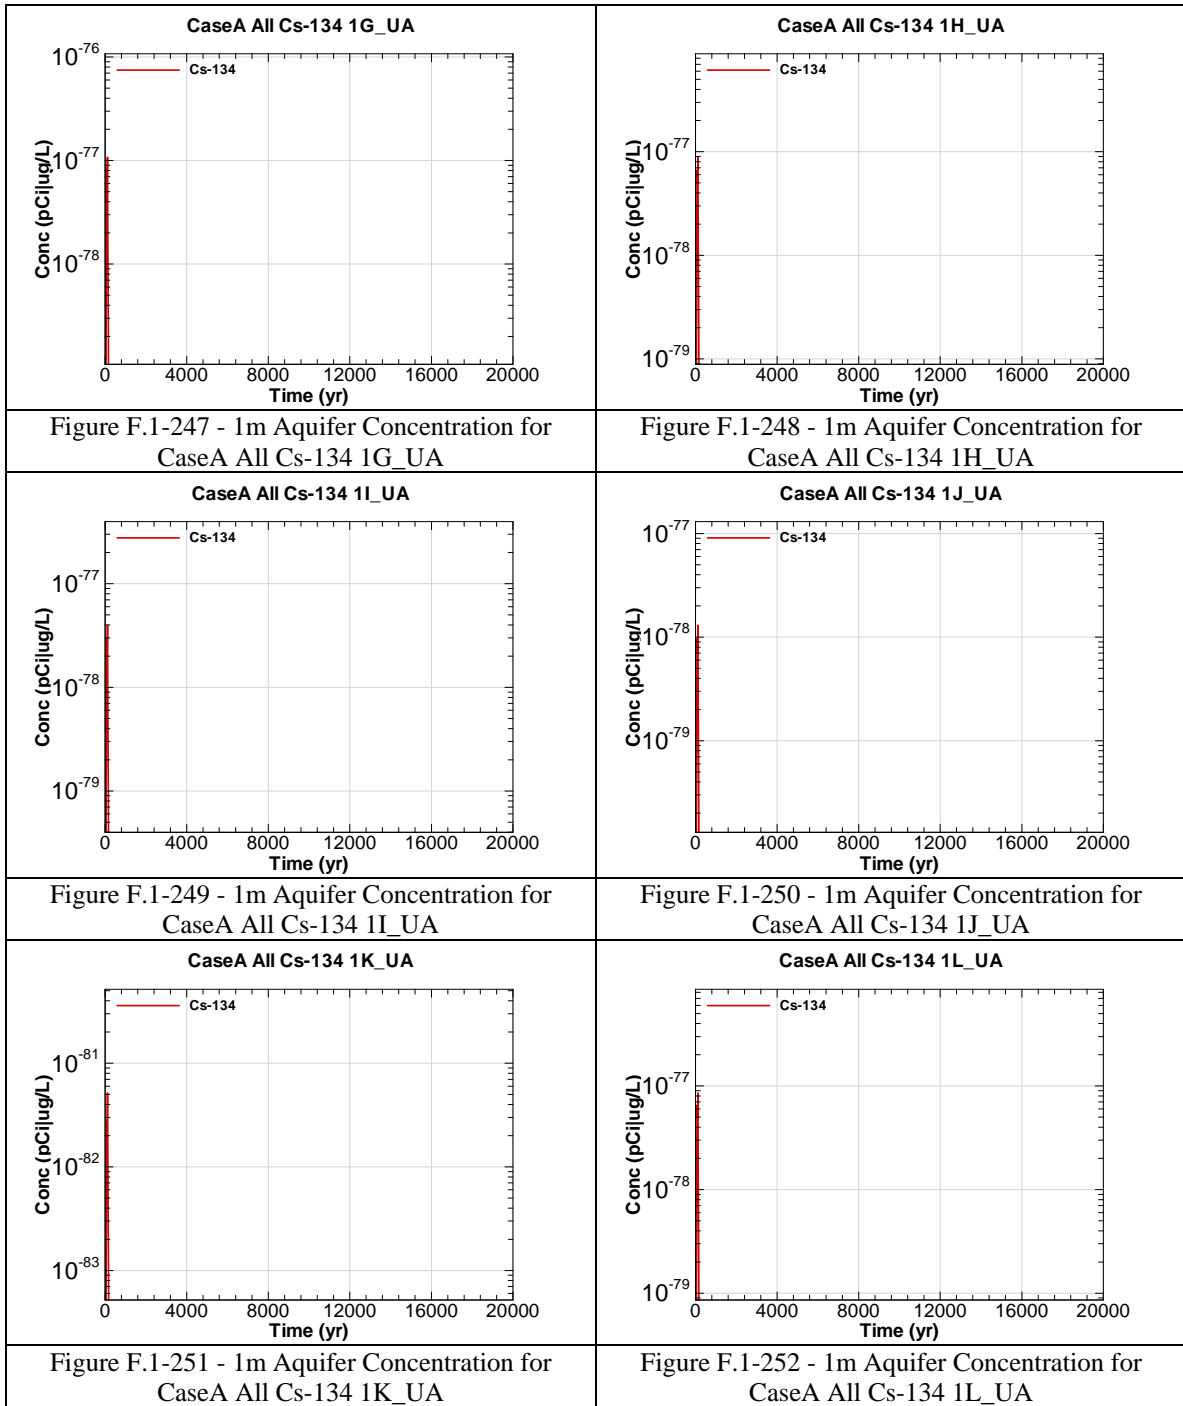 CaseA All Cs-134 1G_UA
Cs-134
Conc (pCi|ug/L)
10^-76
10^-77
10^-78
0 4000 8000 12000 16000 20000
Time (yr)
Figure F.1-247 - 1m Aquifer Concentration for
CaseA All Cs-134 1G_UA
CaseA All Cs-134 1H_UA
Cs-134
Conc (pCi|ug/L)
10^-77
10^-78
10^-79
0 4000 8000 12000 16000 20000
Time (yr)
Figure F.1-248 - 1m Aquifer Concentration for
CaseA All Cs-134 1H_UA
CaseA All Cs-134 1I_UA
Cs-134
Conc (pCi|ug/L)
10^-77
10^-78
10^-79
0 4000 8000 12000 16000 20000
Time (yr)
Figure F.1-249 - 1m Aquifer Concentration for
CaseA All Cs-134 1I_UA
CaseA All Cs-134 1J_UA
Cs-134
Conc (pCi|ug/L)
10^-77
10^-78
10^-79
0 4000 8000 12000 16000 20000
Time (yr)
Figure F.1-250 - 1m Aquifer Concentration for
CaseA All Cs-134 1J_UA
CaseA All Cs-134 1K_UA
Cs-134
Conc (pCi|ug/L)
10^-81
10^-82
10^-83
0 4000 8000 12000 16000 20000
Time (yr)
Figure F.1-251 - 1m Aquifer Concentration for
CaseA All Cs-134 1K_UA
CaseA All Cs-134 1L_UA
Cs-134
Conc (pCi|ug/L)
10^-77
10^-78
10^-79
0 4000 8000 12000 16000 20000
Time (yr)
Figure F.1-252 - 1m Aquifer Concentration for
CaseA All Cs-134 1L_UA